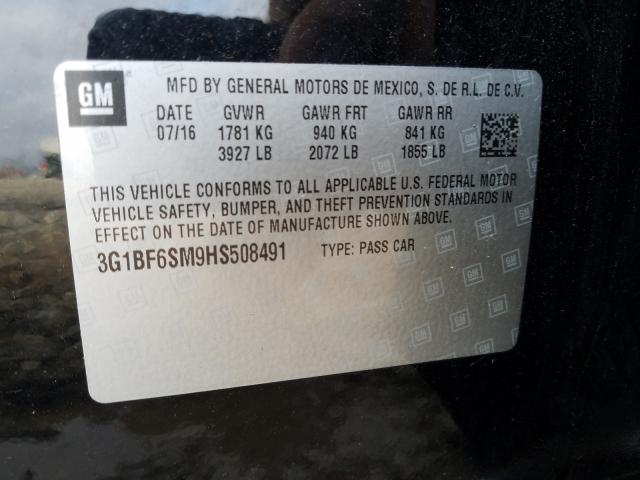 GM
MFD BY GENERAL MOTORS DE MEXICO, S. DE R.L. DE C.V.
DATE GVWR GAWR FRT GAWR RR
07/16 1781 KG 940 KG 841 KG
3927 LB 2072 LB 1855 LB
THIS VEHICLE CONFORMS TO ALL APPLICABLE U.S. FEDERAL MOTOR
VEHICLE SAFETY, BUMPER, AND THEFT PREVENTION STANDARDS IN
EFFECT ON THE DATE OF MANUFACTURE SHOWN ABOVE.
3G1BF6SM9HS508491 TYPE: PASS CAR